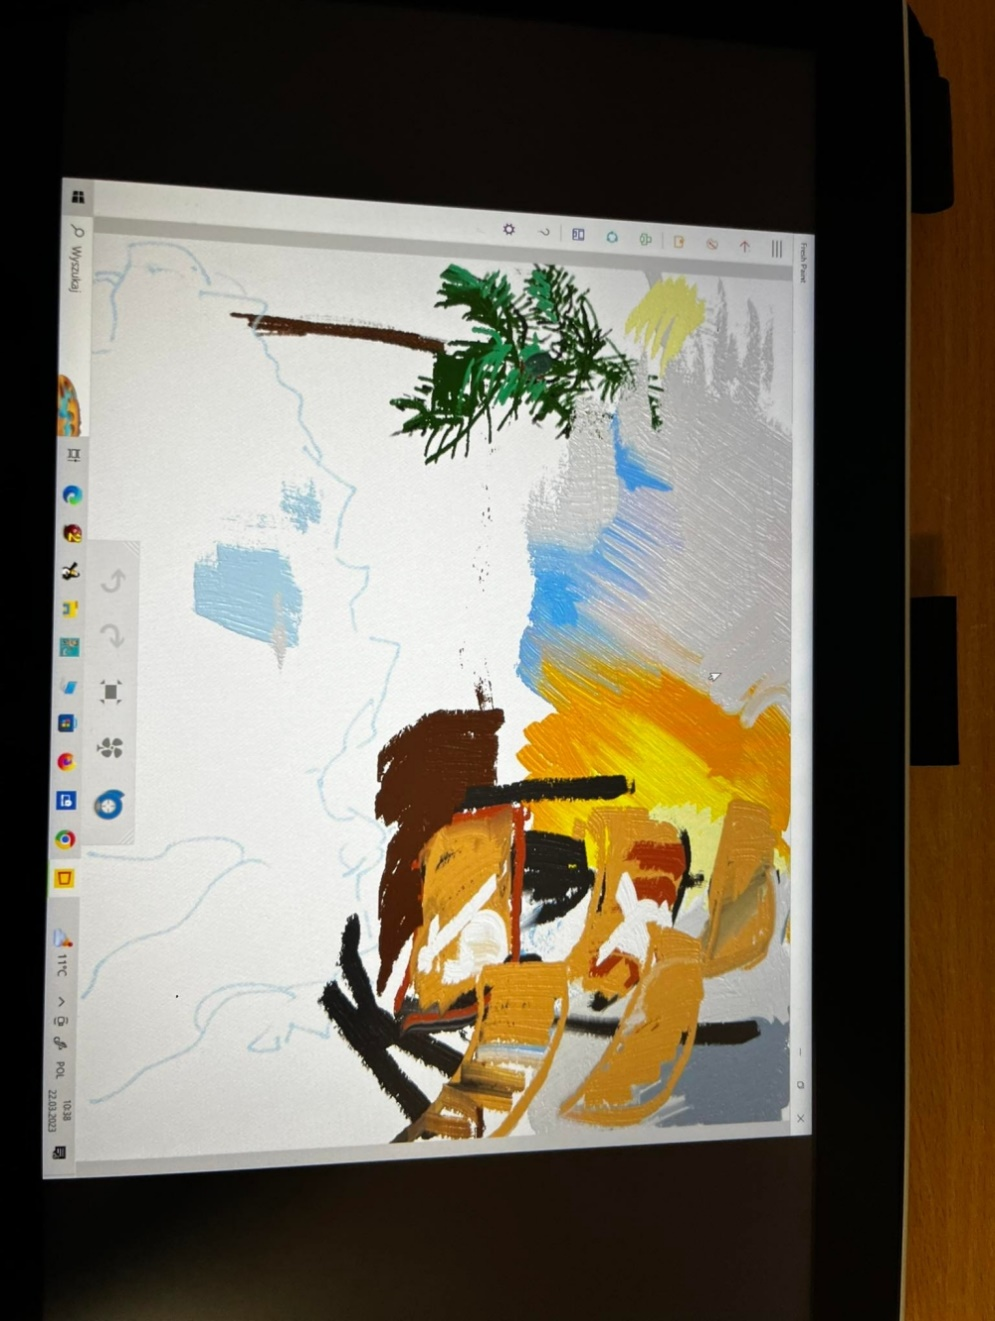 Fresh Paint
Wyszukaj
11°C
POL
10:38
22.03.2023